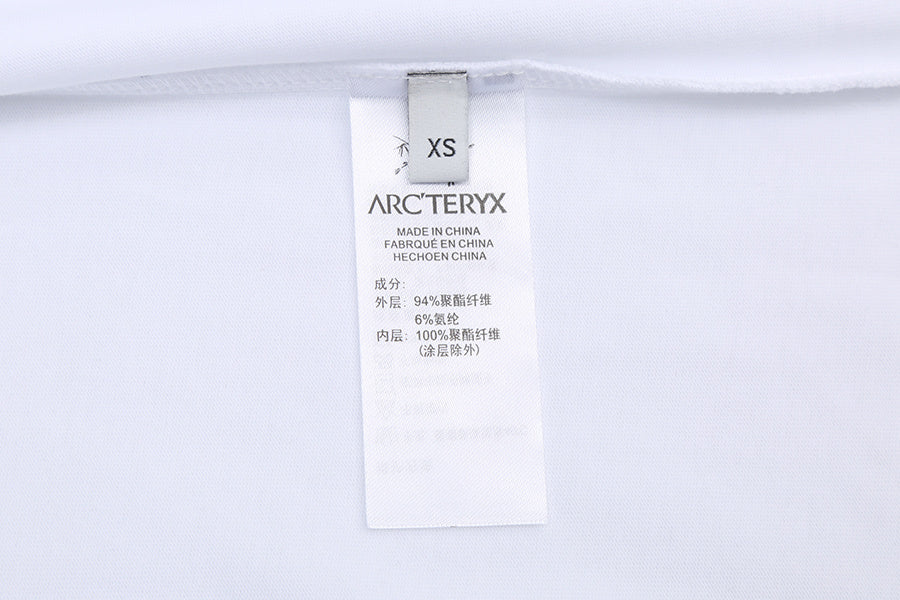 XS
ARC'TERYX
MADE IN CHINA
FABRQUÉ EN CHINA
HECHOEN CHINA
成分:
外层: 94%聚酯纤维
6%氨纶
内层: 100%聚酯纤维
(涂层除外)